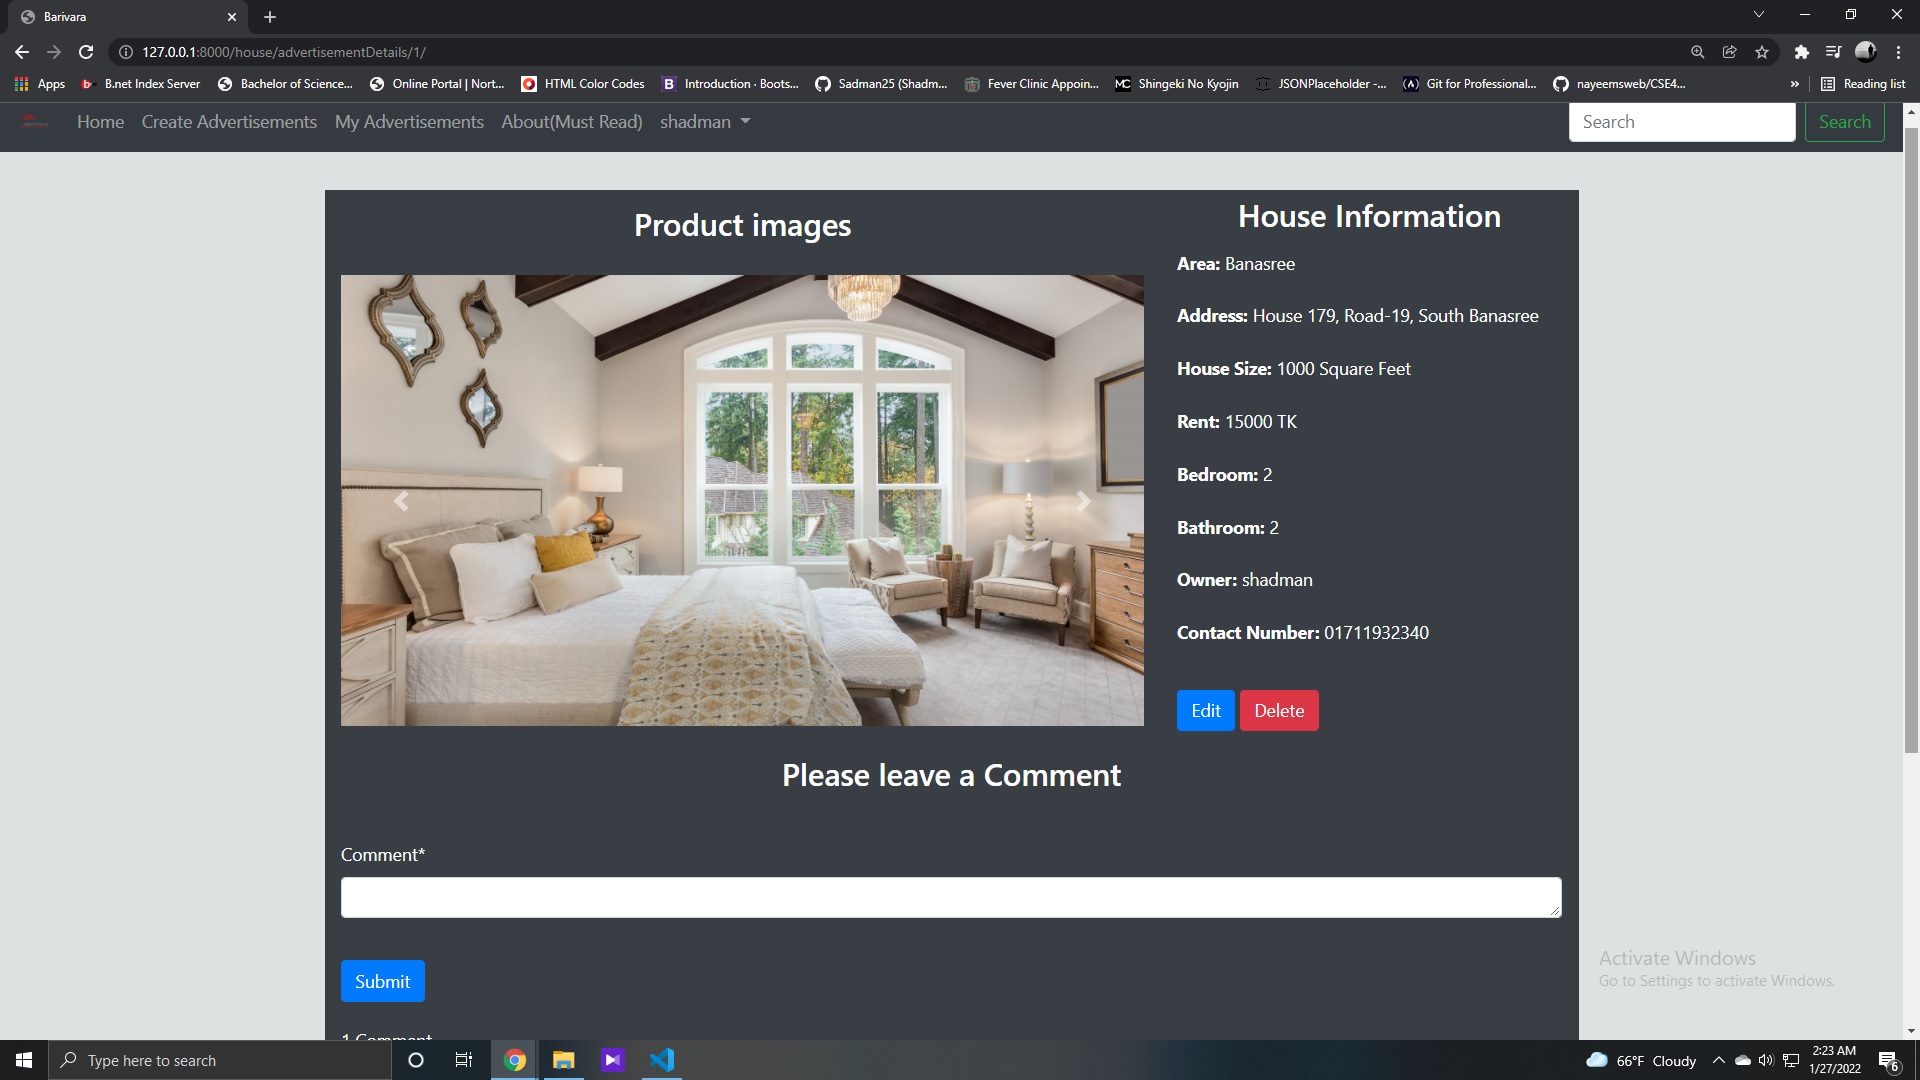 Barivara
127.0.0.1:8000/house/advertisementDetails/1/
Apps B.net Index Server Bachelor of Science... Online Portal | Nort... HTML Color Codes B Introduction · Boots... Sadman25 (Shadm... Fever Clinic Appoin... MC Shingeki No Kyojin JSONPlaceholder -... Git for Professional... nayeemsweb/CSE4... » Reading list
Home Create Advertisements My Advertisements About(Must Read) shadman Search Search
Product images
House Information
Area: Banasree
Address: House 179, Road-19, South Banasree
House Size: 1000 Square Feet
Rent: 15000 TK
Bedroom: 2
Bathroom: 2
Owner: shadman
Contact Number: 01711932340
Edit Delete
Please leave a Comment
Comment*
Submit
1 Comment
Activate Windows
Go to Settings to activate Windows.
Type here to search
66°F Cloudy
2:23 AM
1/27/2022
6